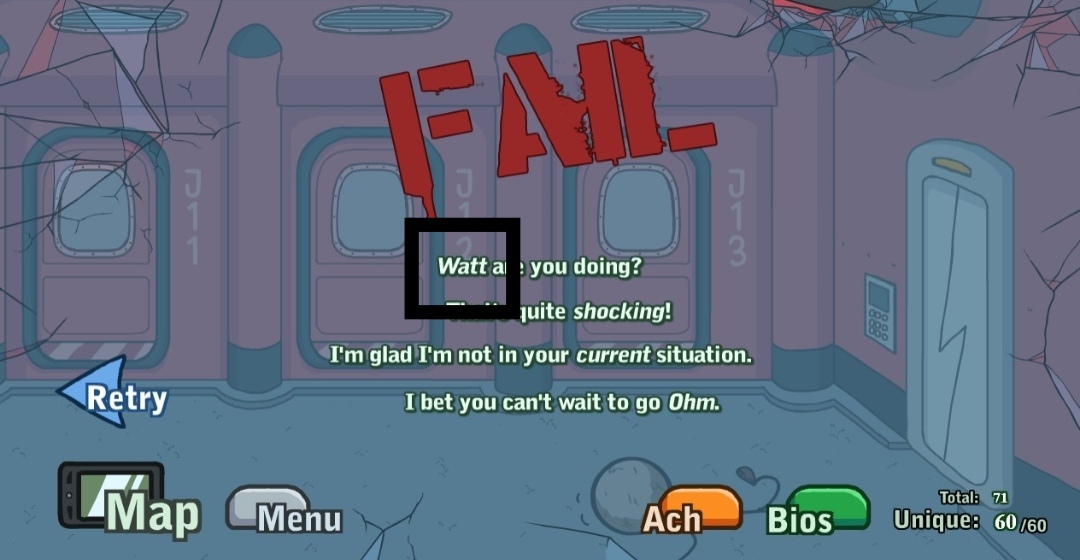 FAIL
J11
J12
J13
Watt are you doing?
That's quite shocking!
I'm glad I'm not in your current situation.
I bet you can't wait to go Ohm.
Retry
Map
Menu
Ach
Bios
Total: 71
Unique: 60 /60